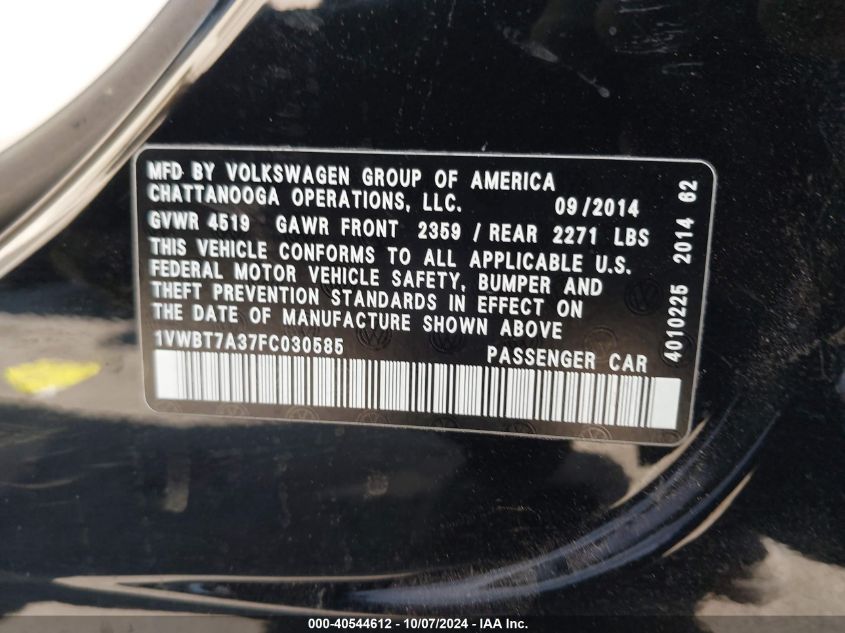 MFD BY VOLKSWAGEN GROUP OF AMERICA
CHATTANOOGA OPERATIONS, LLC. 09/2014
GVWR 4519 GAWR FRONT 2359 / REAR 2271 LBS
THIS VEHICLE CONFORMS TO ALL APPLICABLE U.S.
FEDERAL MOTOR VEHICLE SAFETY, BUMPER AND
THEFT PREVENTION STANDARDS IN EFFECT ON
THE DATE OF MANUFACTURE SHOWN ABOVE
1VWBT7A37FC030585 PASSENGER CAR
4010225 2014 62
000-40544612 - 10/07/2024 - IAA Inc.